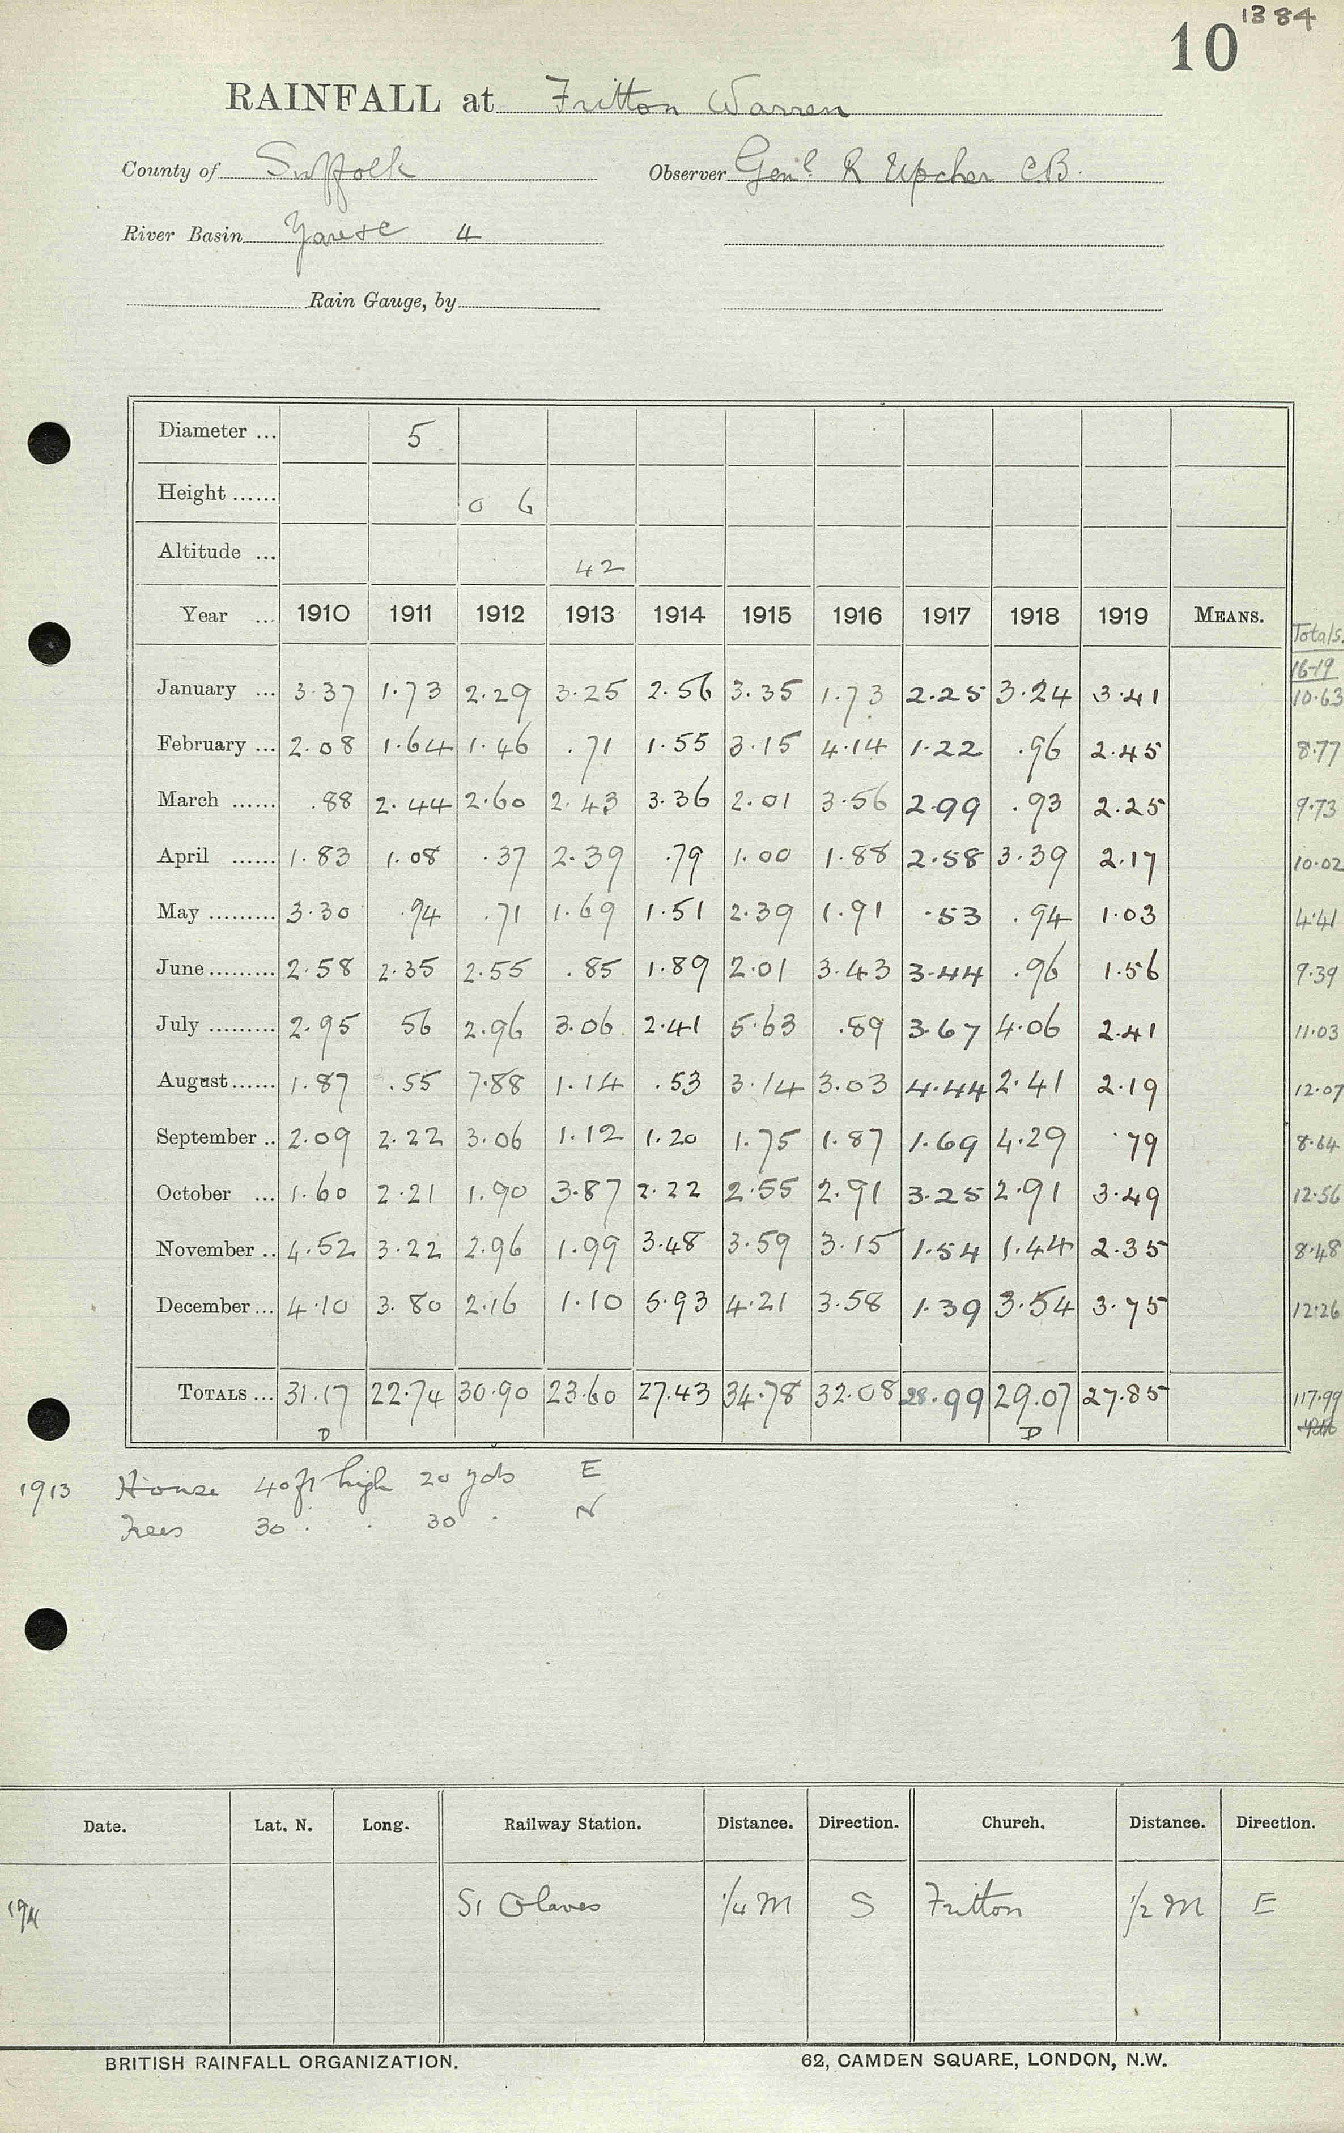 10 1384
RAINFALL at Fritton Warren
County of Suffolk Observer Genl. R Upcher CB.
River Basin Yare &c 4
Rain Gauge, by
Diameter ... 5
Height ...... 0 6
Altitude ... 42
Year ... 1910 1911 1912 1913 1914 1915 1916 1917 1918 1919 MEANS. Totals.
16-19
January ... 3.37 1.73 2.29 3.25 2.56 3.35 1.73 2.25 3.24 3.41 10.63
February ... 2.08 1.64 1.46 .71 1.55 3.15 4.14 1.22 .96 2.45 8.77
March ...... .88 2.44 2.60 2.43 3.36 2.01 3.56 2.99 .93 2.25 9.73
April ...... 1.83 1.08 .37 2.39 .79 1.00 1.88 2.58 3.39 2.17 10.02
May ......... 3.30 .94 .71 1.69 1.51 2.39 1.91 .53 .94 1.03 4.41
June ......... 2.58 2.35 2.55 .85 1.89 2.01 3.43 3.44 .96 1.56 9.39
July ......... 2.95 56 2.96 3.06 2.41 5.63 .89 3.67 4.06 2.41 11.03
August ...... 1.87 .55 7.88 1.14 .53 3.14 3.03 4.44 2.41 2.19 12.07
September .. 2.09 2.22 3.06 1.12 1.20 1.75 1.87 1.69 4.29 .79 8.64
October ... 1.60 2.21 1.90 3.87 2.22 2.55 2.91 3.25 2.91 3.49 12.56
November .. 4.52 3.22 2.96 1.99 3.48 3.59 3.15 1.54 1.44 2.35 8.48
December ... 4.10 3.80 2.16 1.10 5.93 4.21 3.58 1.39 3.54 3.75 12.26
TOTALS ... 31.17 22.74 30.90 23.60 27.43 34.78 32.08 28.99 29.07 27.85 117.99
D D
1913 House 40 ft high 20 yds E
Trees 30 . . 30 . N
Date. Lat. N. Long. Railway Station. Distance. Direction. Church. Distance. Direction.
1911 St Olaves 1/4 M S Fritton 1/2 M E
BRITISH RAINFALL ORGANIZATION. 62, CAMDEN SQUARE, LONDON, N.W.